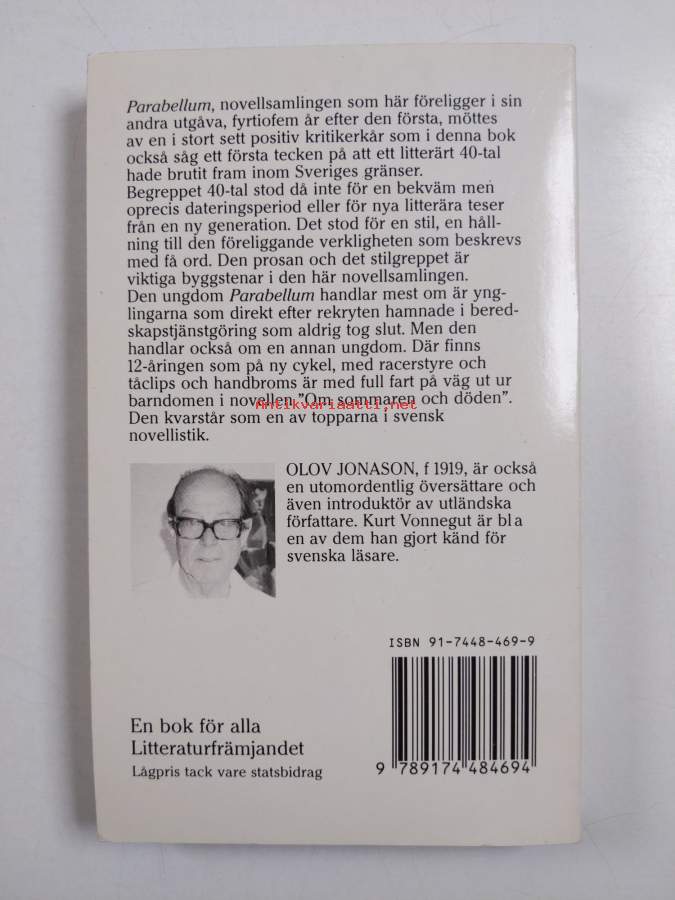 Parabellum, novellsamlingen som här föreligger i sin
andra utgåva, fyrtiofem år efter den första, möttes
av en i stort sett positiv kritikerkår som i denna bok
också såg ett första tecken på att ett litterärt 40-tal
hade brutit fram inom Sveriges gränser.
Begreppet 40-tal stod då inte för en bekväm men
oprecis dateringsperiod eller för nya litterära teser
från en ny generation. Det stod för en stil, en håll-
ning till den föreliggande verkligheten som beskrevs
med få ord. Den prosan och det stilgreppet är
viktiga byggstenar i den här novellsamlingen.
Den ungdom Parabellum handlar mest om är yng-
lingarna som direkt efter rekryten hamnade i bered-
skapstjänstgöring som aldrig tog slut. Men den
handlar också om en annan ungdom. Där finns
12-åringen som på ny cykel, med racerstyre och
tåclips och handbroms är med full fart på väg ut ur
barndomen i novellen "Om sommaren och döden".
Antikvariaatti.net
Den kvarstår som en av topparna i svensk
novellistik.
OLOV JONASON, f 1919, är också
en utomordentlig översättare och
även introduktör av utländska
författare. Kurt Vonnegut är bl a
en av dem han gjort känd för
svenska läsare.
ISBN 91-7448-469-9
En bok för alla
Litteraturfrämjandet
Lågpris tack vare statsbidrag
9 789174 484694